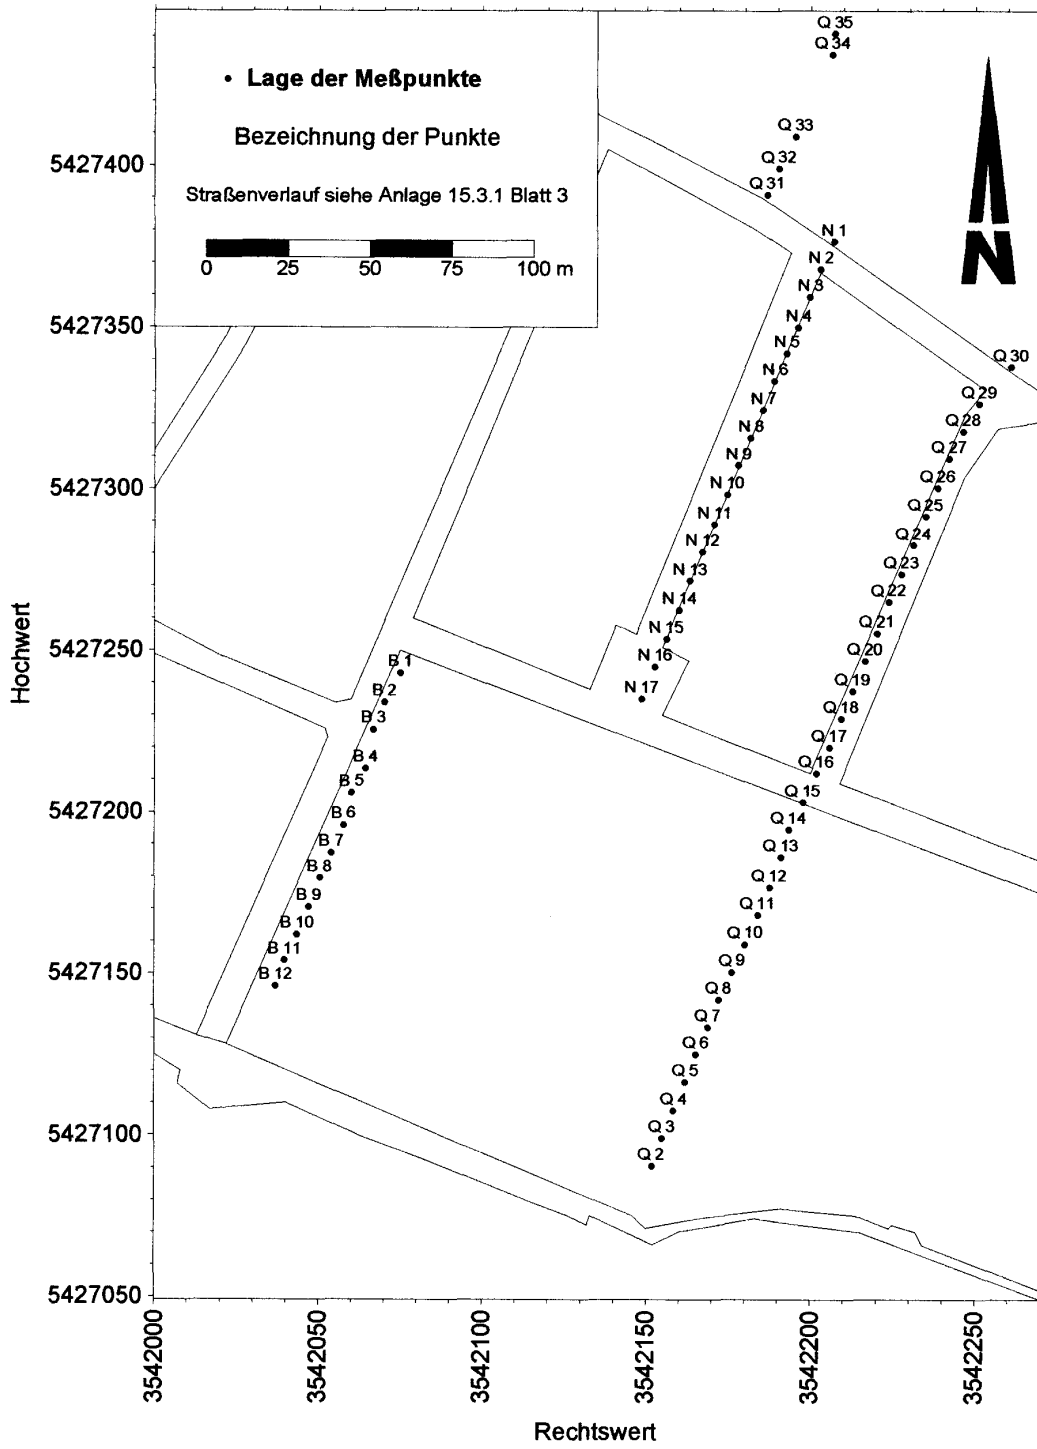 Lage der Meßpunkte
Bezeichnung der Punkte
Straßenverlauf siehe Anlage 15.3.1 Blatt 3
0 25 50 75 100 m
N
Q 35
Q 34
Q 33
Q 32
Q 31
N 1
N 2
N 3
N 4
N 5
N 6
N 7
N 8
N 9
N 10
N 11
N 12
N 13
N 14
N 15
N 16
N 17
Q 30
Q 29
Q 28
Q 27
Q 26
Q 25
Q 24
Q 23
Q 22
Q 21
Q 20
Q 19
Q 18
Q 17
Q 16
Q 15
Q 14
Q 13
Q 12
Q 11
Q 10
Q 9
Q 8
Q 7
Q 6
Q 5
Q 4
Q 3
Q 2
B 1
B 2
B 3
B 4
B 5
B 6
B 7
B 8
B 9
B 10
B 11
B 12
Hochwert
5427400
5427350
5427300
5427250
5427200
5427150
5427100
5427050
3542000
3542050
3542100
3542150
3542200
3542250
Rechtswert